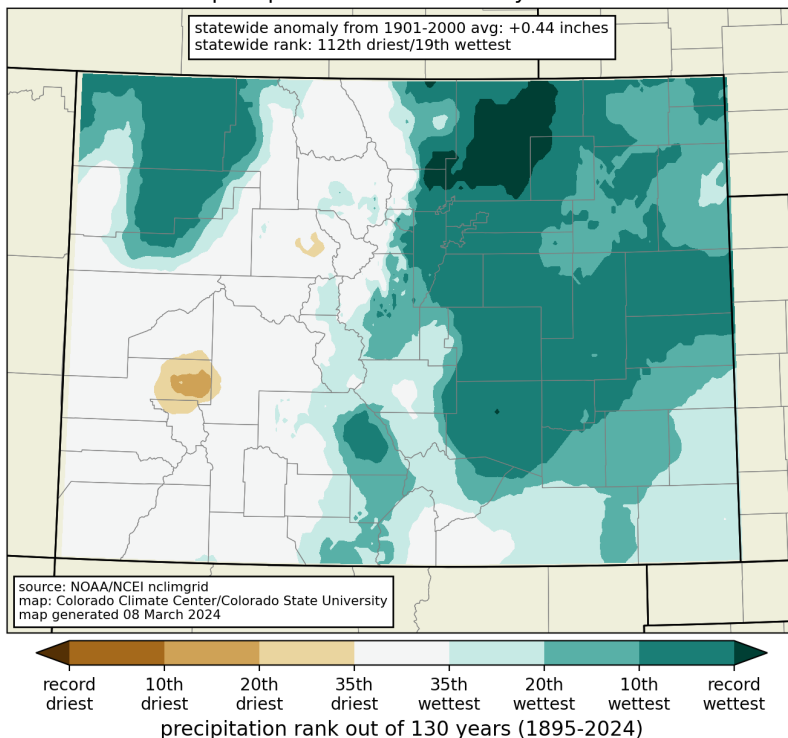 statewide anomaly from 1901-2000 avg: +0.44 inches
statewide rank: 112th driest/19th wettest
source: NOAA/NCEI nclimgrid
map: Colorado Climate Center/Colorado State University
map generated 08 March 2024
record driest
10th driest
20th driest
35th driest
35th wettest
20th wettest
10th wettest
record wettest
precipitation rank out of 130 years (1895-2024)